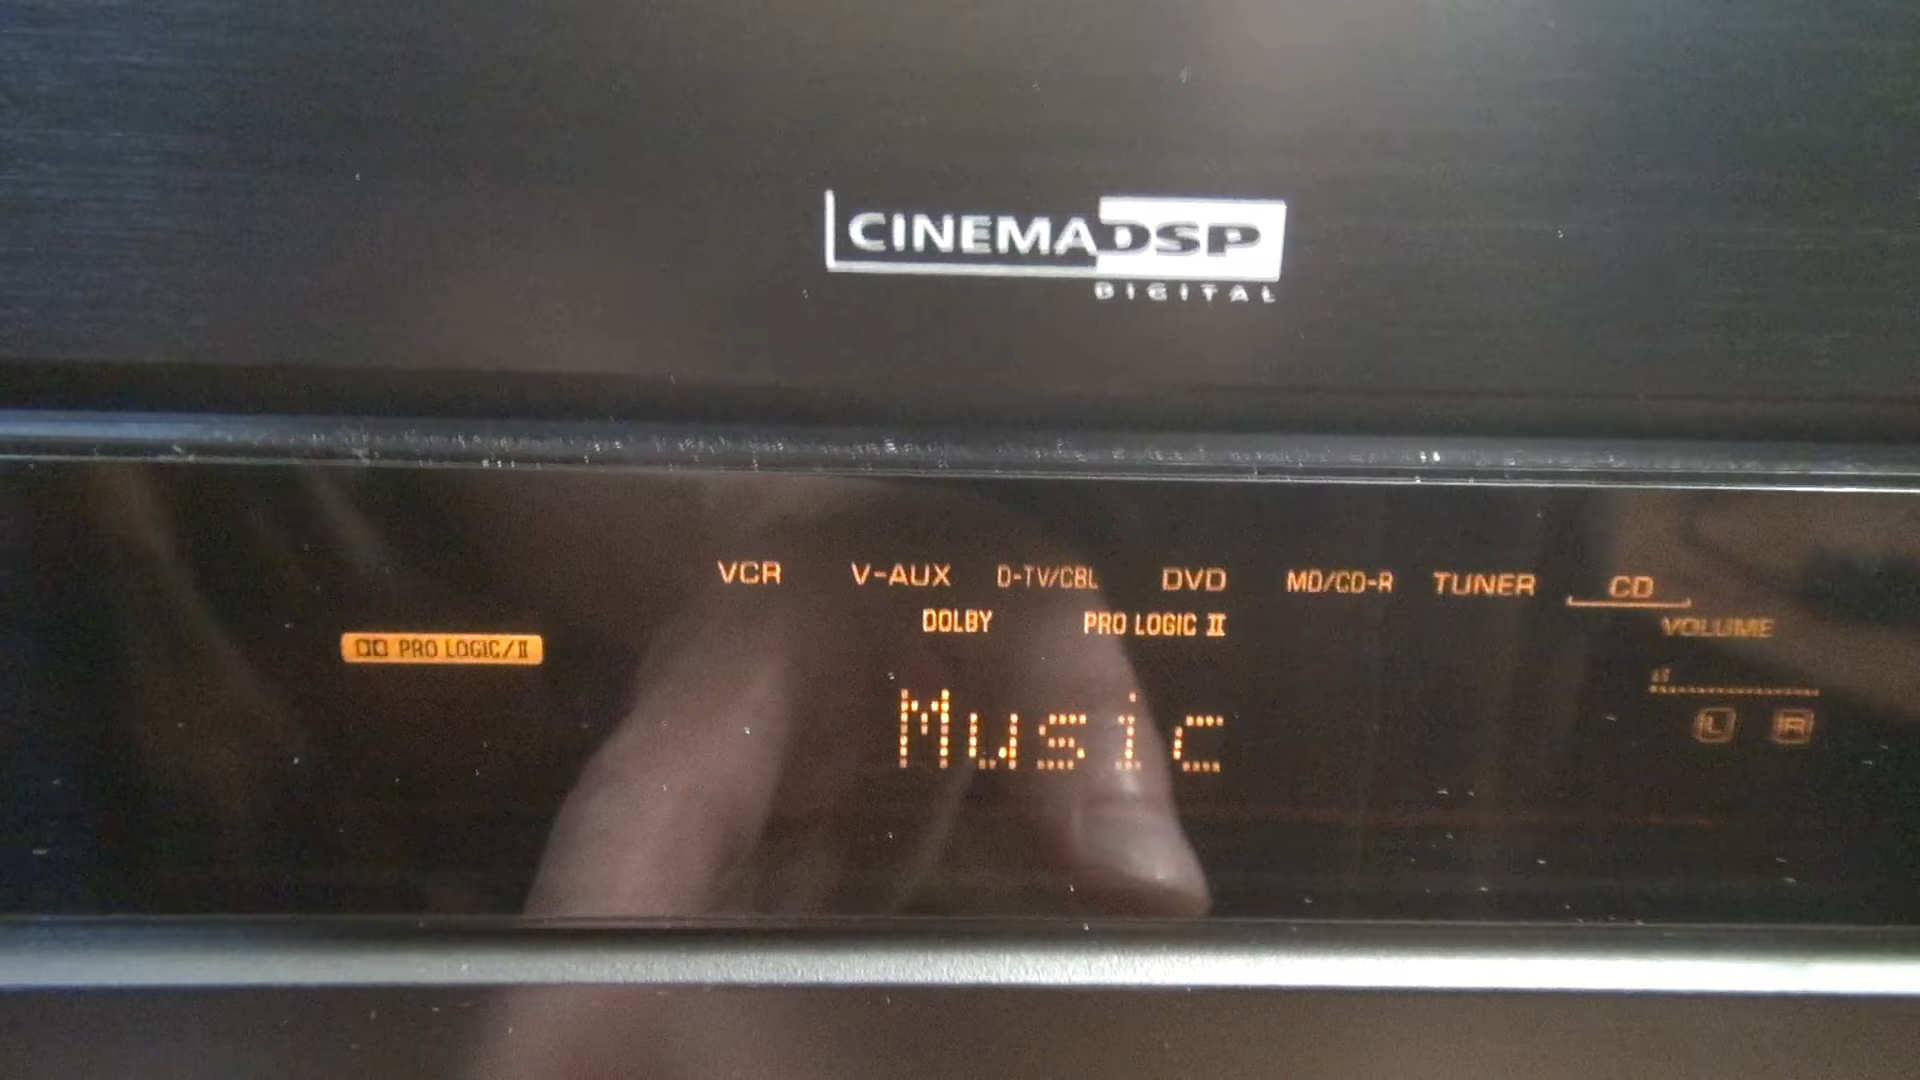 CINEMA DSP
DIGITAL
VCR V-AUX D-TV/CBL DVD MD/CD-R TUNER CD
DOLBY PRO LOGIC II VOLUME
PRO LOGIC/II
Music
L R